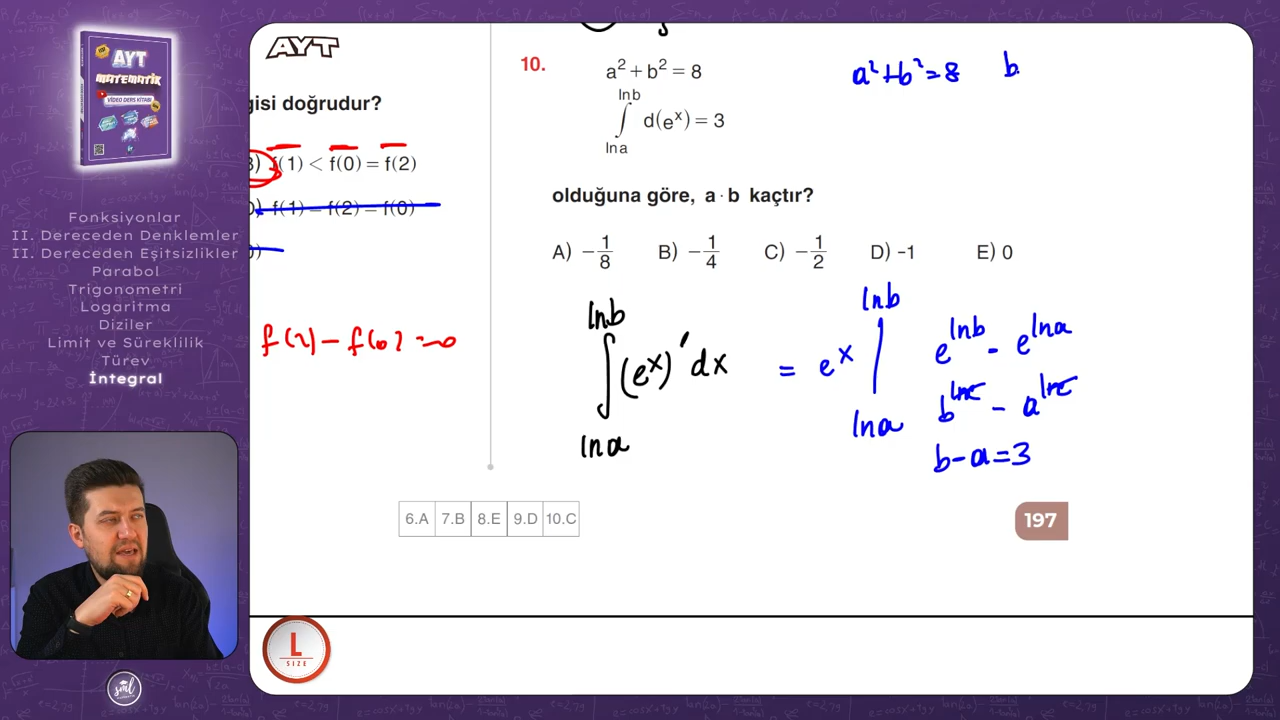 AYT
MATEMATİK
VİDEO DERS KİTABI
Fonksiyonlar
II. Dereceden Denklemler
II. Dereceden Eşitsizlikler
Parabol
Trigonometri
Logaritma
Diziler
Limit ve Süreklilik
Türev
İntegral
sml
AYT
gisi doğrudur?
B) f(1) < f(0) = f(2)
D) f(1) = f(2) = f(0)
f(2) - f(0) = 0
10.
a² + b² = 8
ln b
∫ d(eˣ) = 3
ln a
olduğuna göre, a · b kaçtır?
A) -1/8 B) -1/4 C) -1/2 D) -1 E) 0
a² + b² = 8 b
lnb
∫ (eˣ)' dx
lna
= eˣ |
lnb
lna
e^lnb - e^lna
b^lne - a^lne
b - a = 3
6.A 7.B 8.E 9.D 10.C
197
L
SIZE